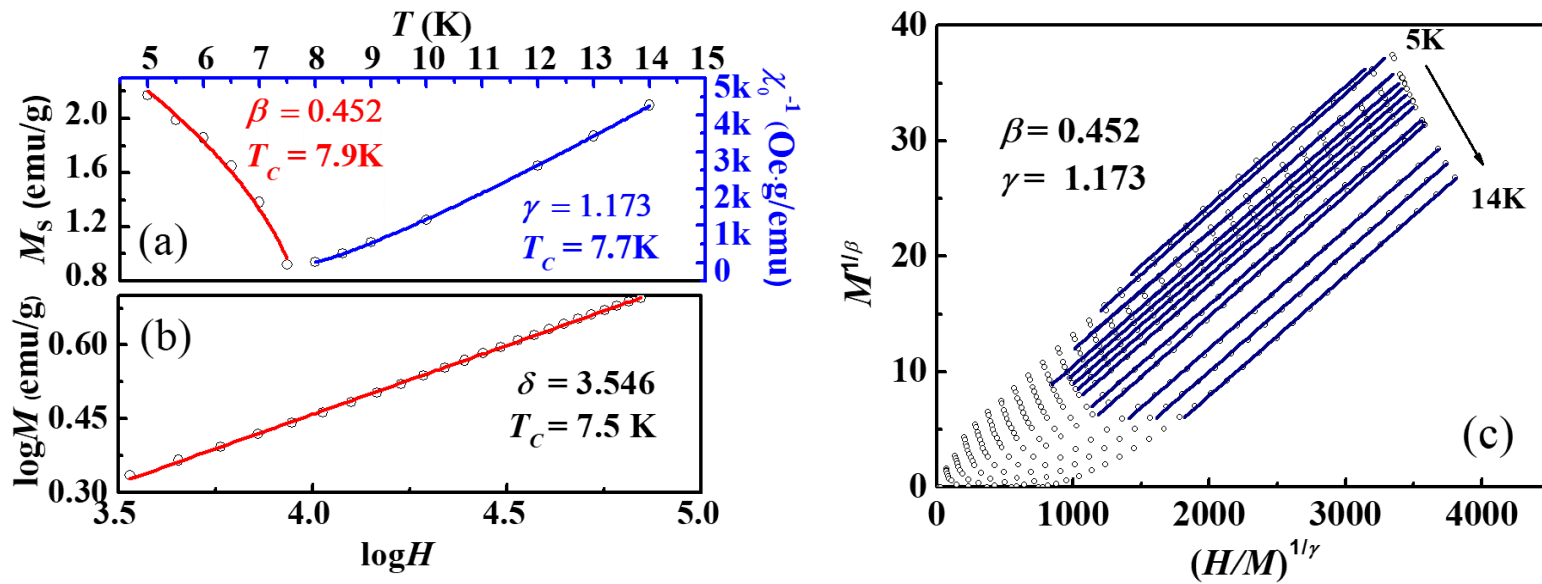 T (K)
5 6 7 8 9 10 11 12 13 14 15
2.0
1.6
1.2
0.8
M_S (emu/g)
β = 0.452
T_C = 7.9K
(a)
γ = 1.173
T_C = 7.7K
5k
4k
3k
2k
1k
0
χ₀⁻¹ (Oe·g/emu)
0.60
0.45
0.30
logM (emu/g)
(b)
δ = 3.546
T_C = 7.5 K
3.5 4.0 4.5 5.0
logH
40
30
20
10
0
M^{1/β}
β = 0.452
γ = 1.173
5K
14K
(c)
0 1000 2000 3000 4000
(H/M)^{1/γ}